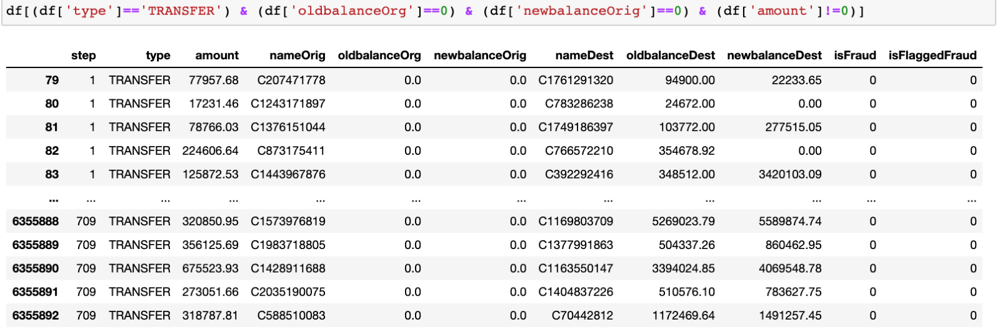 df[(df['type']=='TRANSFER') & (df['oldbalanceOrg']==0) & (df['newbalanceOrig']==0) & (df['amount']!=0)]
step type amount nameOrig oldbalanceOrg newbalanceOrig nameDest oldbalanceDest newbalanceDest isFraud isFlaggedFraud
79 1 TRANSFER 77957.68 C207471778 0.0 0.0 C1761291320 94900.00 22233.65 0 0
80 1 TRANSFER 17231.46 C1243171897 0.0 0.0 C783286238 24672.00 0.00 0 0
81 1 TRANSFER 78766.03 C1376151044 0.0 0.0 C1749186397 103772.00 277515.05 0 0
82 1 TRANSFER 224606.64 C873175411 0.0 0.0 C766572210 354678.92 0.00 0 0
83 1 TRANSFER 125872.53 C1443967876 0.0 0.0 C392292416 348512.00 3420103.09 0 0
... ... ... ... ... ... ... ... ... ... ... ...
6355888 709 TRANSFER 320850.95 C1573976819 0.0 0.0 C1169803709 5269023.79 5589874.74 0 0
6355889 709 TRANSFER 356125.69 C1983718805 0.0 0.0 C1377991863 504337.26 860462.95 0 0
6355890 709 TRANSFER 675523.93 C1428911688 0.0 0.0 C1163550147 3394024.85 4069548.78 0 0
6355891 709 TRANSFER 273051.66 C2035190075 0.0 0.0 C1404837226 510576.10 783627.75 0 0
6355892 709 TRANSFER 318787.81 C588510083 0.0 0.0 C70442812 1172469.64 1491257.45 0 0